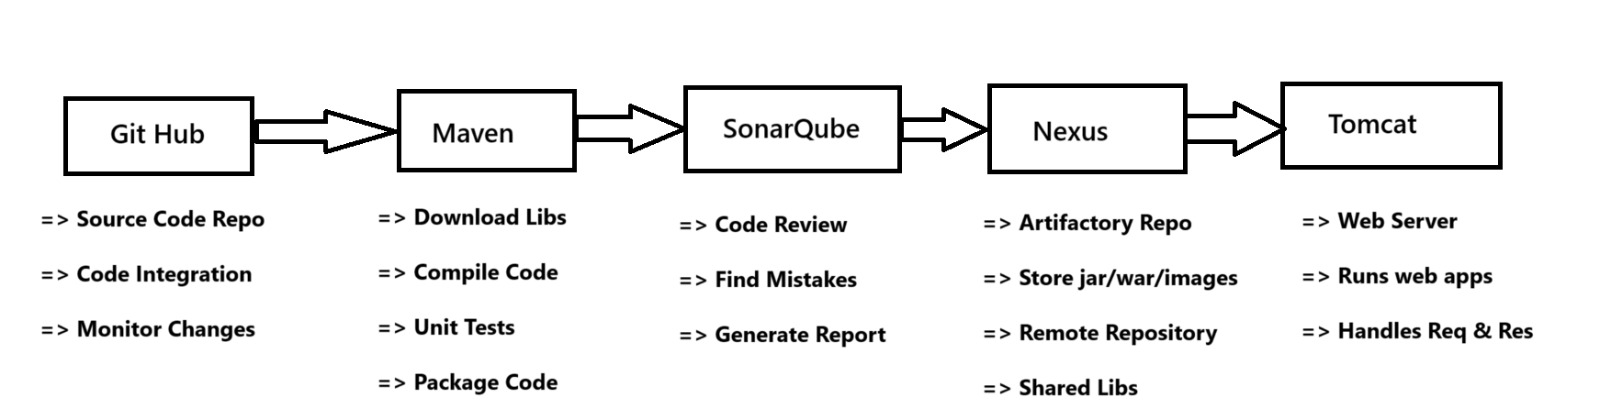 Git Hub
Maven
SonarQube
Nexus
Tomcat
=> Source Code Repo
=> Code Integration
=> Monitor Changes
=> Download Libs
=> Compile Code
=> Unit Tests
=> Package Code
=> Code Review
=> Find Mistakes
=> Generate Report
=> Artifactory Repo
=> Store jar/war/images
=> Remote Repository
=> Shared Libs
=> Web Server
=> Runs web apps
=> Handles Req & Res